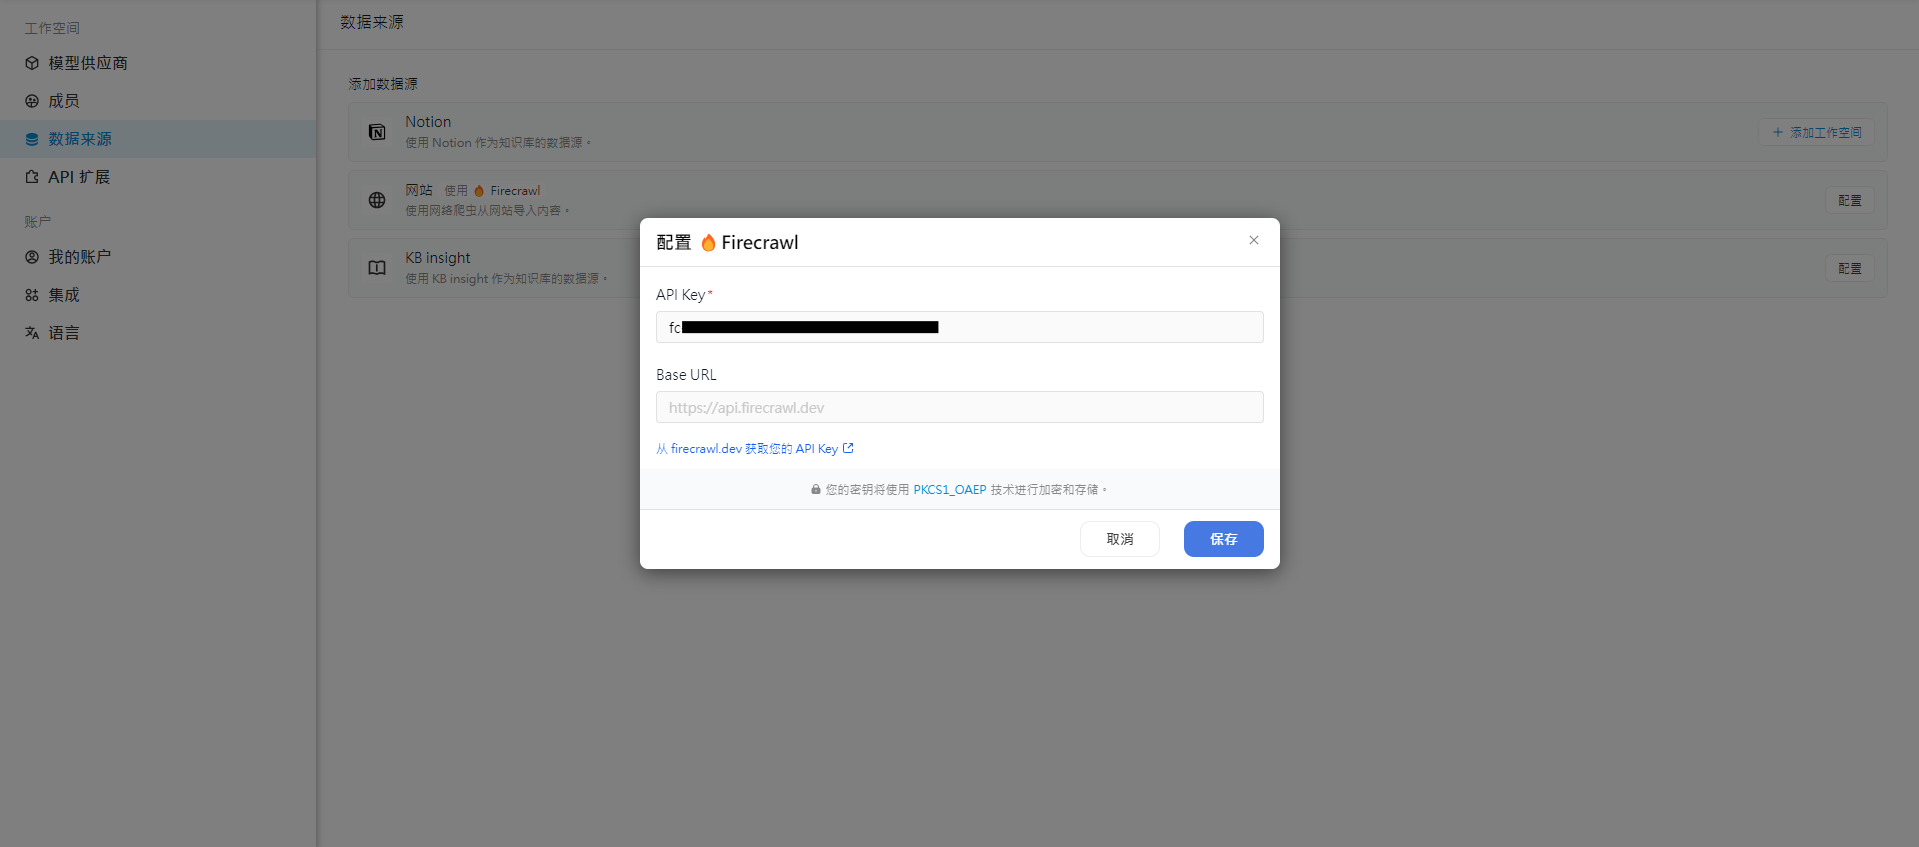 工作空间
模型供应商
成员
数据来源
API 扩展
账户
我的账户
集成
语言
数据来源
添加数据源
Notion
使用 Notion 作为知识库的数据源。
添加工作空间
网站 使用 🔥 Firecrawl
使用网络爬虫从网站导入内容。
配置
KB insight
使用 KB insight 作为知识库的数据源。
配置
配置 🔥 Firecrawl
API Key*
fc
Base URL
https://api.firecrawl.dev
从 firecrawl.dev 获取您的 API Key
您的密钥将使用 PKCS1_OAEP 技术进行加密和存储。
取消
保存